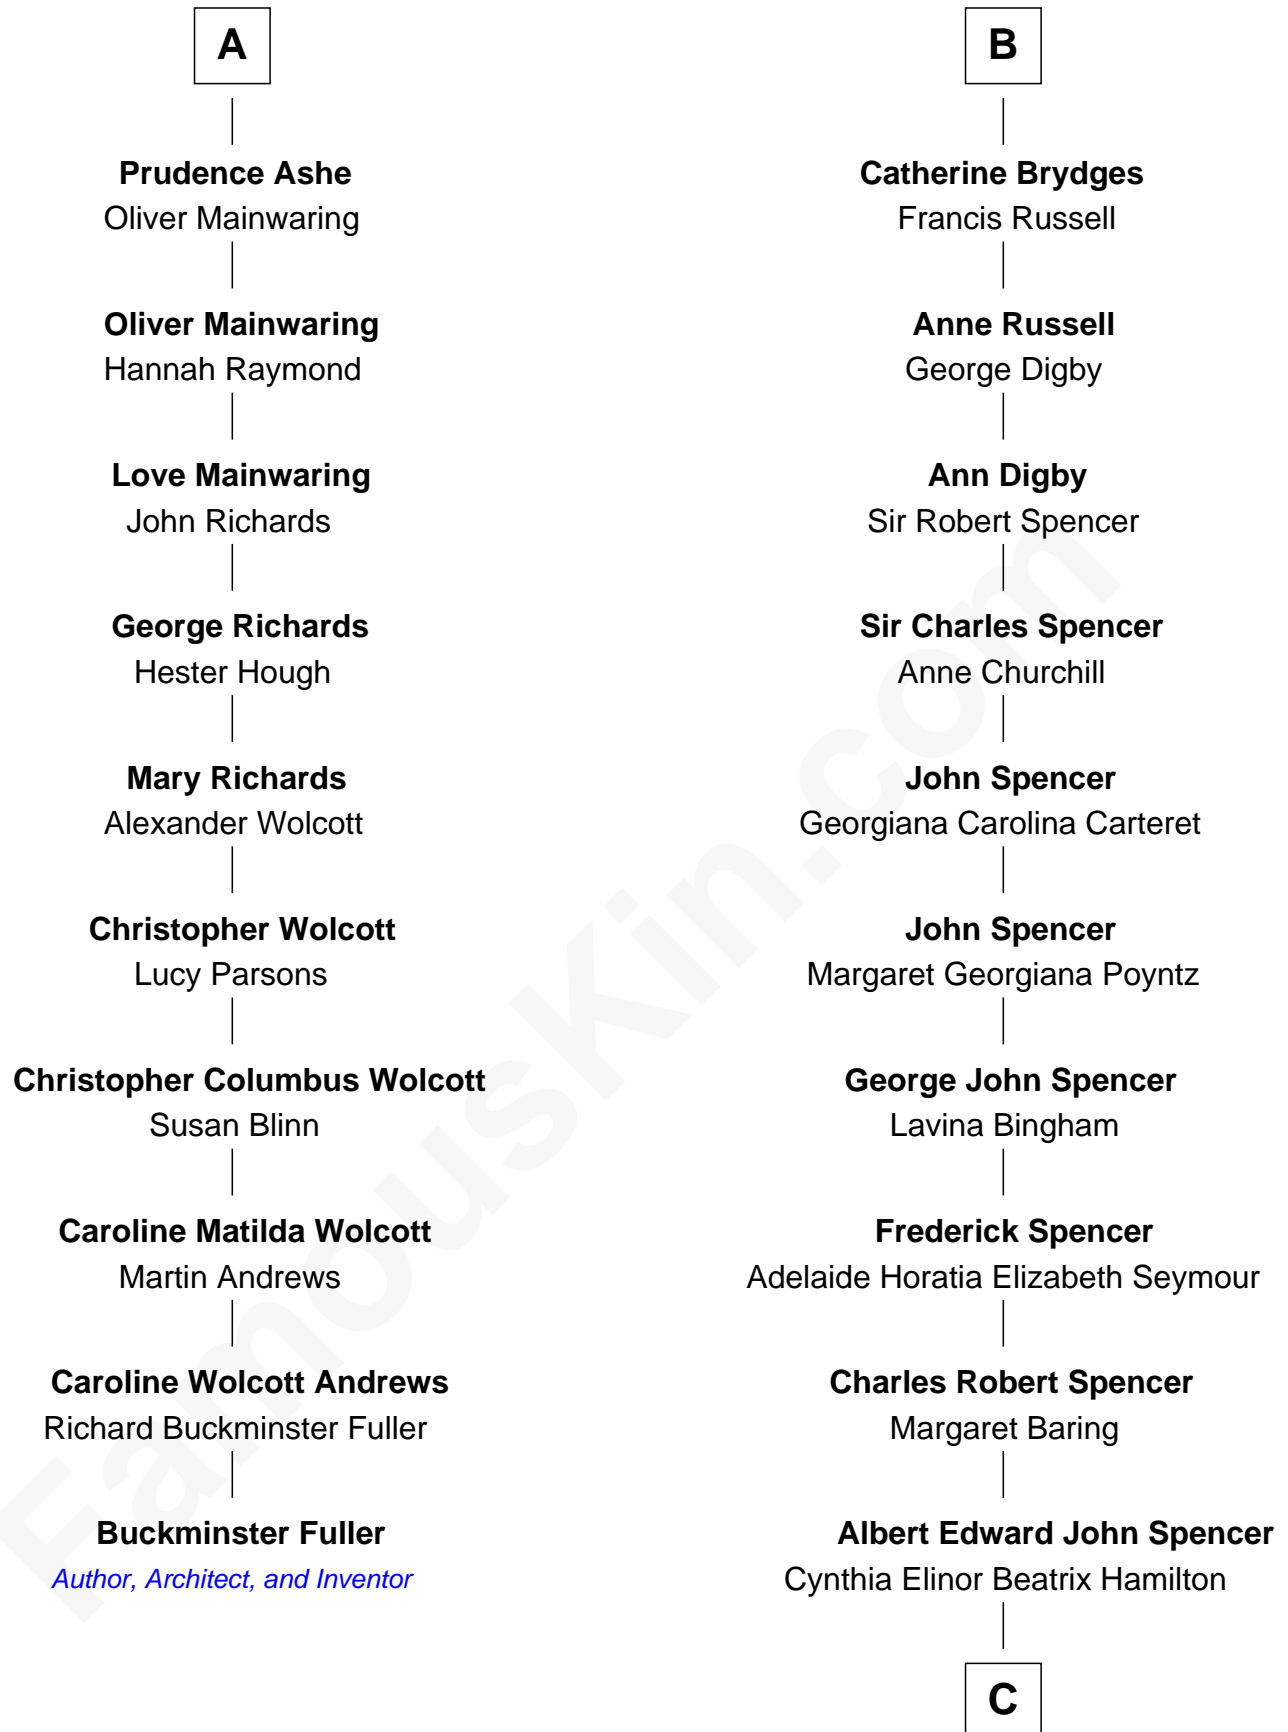 A
Prudence Ashe
Oliver Mainwaring
Oliver Mainwaring
Hannah Raymond
Love Mainwaring
John Richards
George Richards
Hester Hough
Mary Richards
Alexander Wolcott
Christopher Wolcott
Lucy Parsons
Christopher Columbus Wolcott
Susan Blinn
Caroline Matilda Wolcott
Martin Andrews
Caroline Wolcott Andrews
Richard Buckminster Fuller
Buckminster Fuller
Author, Architect, and Inventor
B
Catherine Brydges
Francis Russell
Anne Russell
George Digby
Ann Digby
Sir Robert Spencer
Sir Charles Spencer
Anne Churchill
John Spencer
Georgiana Carolina Carteret
John Spencer
Margaret Georgiana Poyntz
George John Spencer
Lavina Bingham
Frederick Spencer
Adelaide Horatia Elizabeth Seymour
Charles Robert Spencer
Margaret Baring
Albert Edward John Spencer
Cynthia Elinor Beatrix Hamilton
C
FamousKin.com